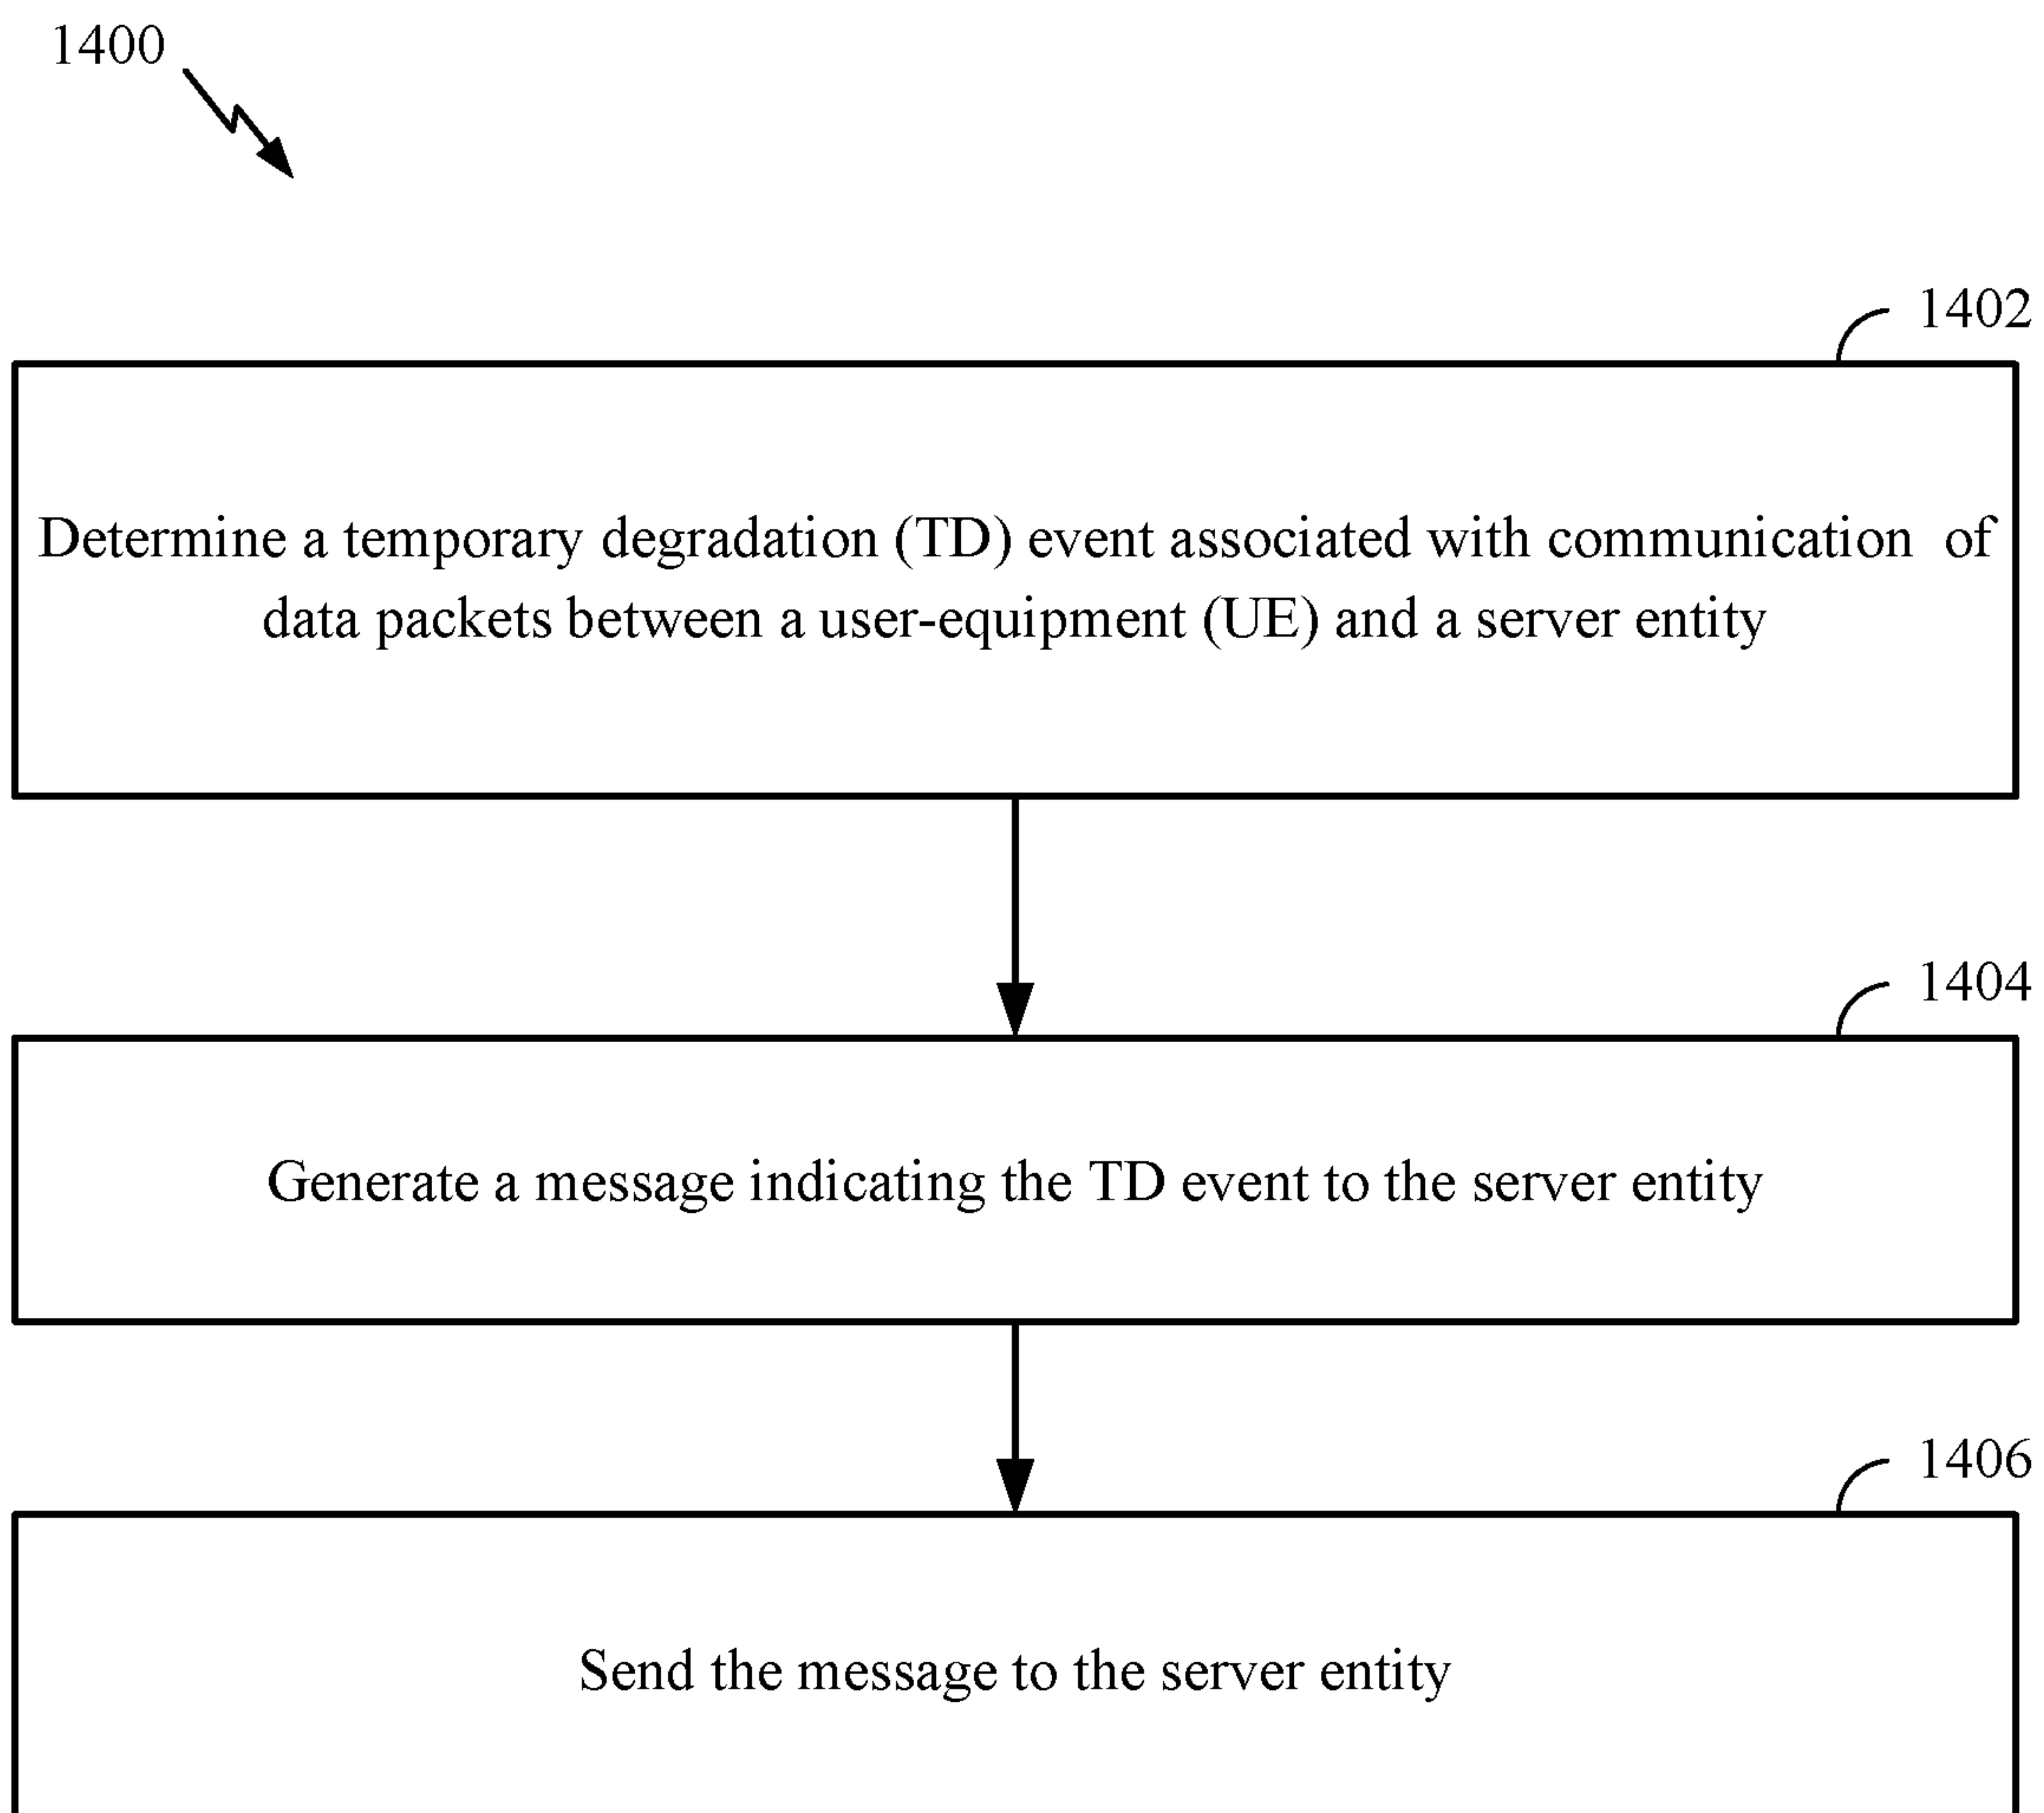 1400
1402
Determine a temporary degradation (TD) event associated with communication of
data packets between a user-equipment (UE) and a server entity
1404
Generate a message indicating the TD event to the server entity
1406
Send the message to the server entity